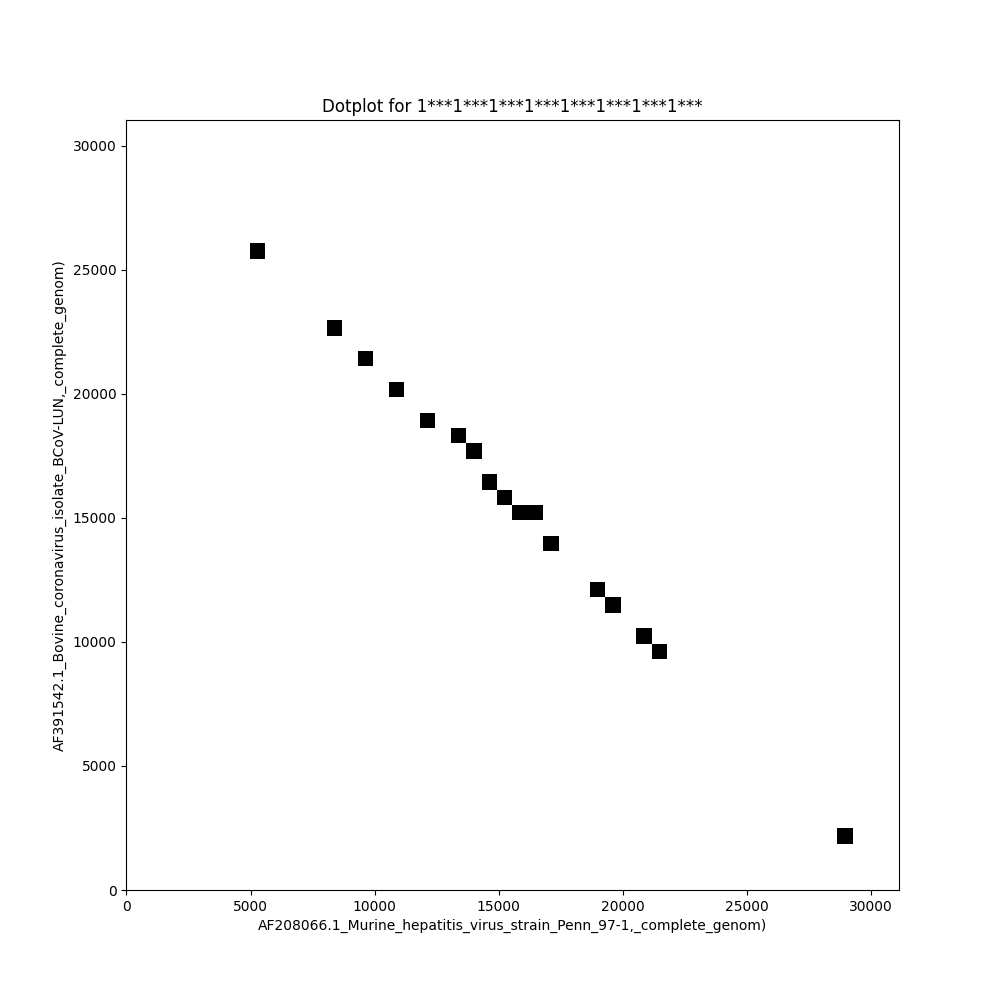 Dotplot for 1***1***1***1***1***1***1***1***
30000
25000
20000
15000
10000
5000
0
AF391542.1_Bovine_coronavirus_isolate_BCoV-LUN,_complete_genom)
0 5000 10000 15000 20000 25000 30000
AF208066.1_Murine_hepatitis_virus_strain_Penn_97-1,_complete_genom)